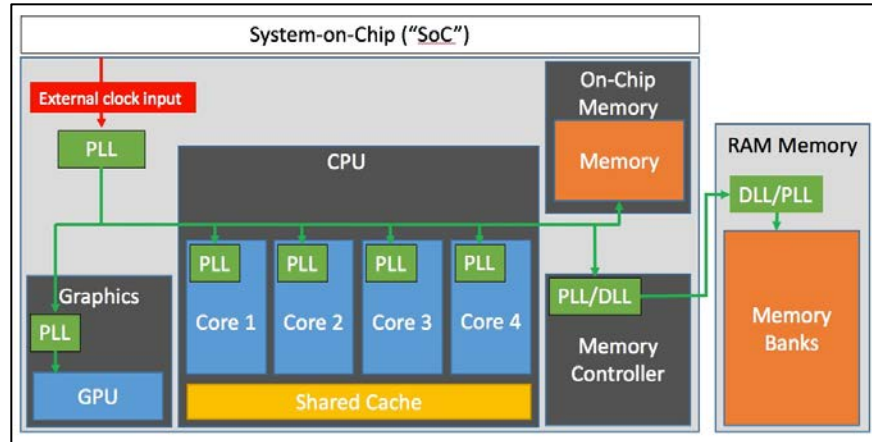 System-on-Chip (“SoC”)
External clock input
PLL
On-Chip
Memory
Memory
CPU
RAM Memory
DLL/PLL
Graphics
PLL
GPU
PLL
Core 1
PLL
Core 2
PLL
Core 3
PLL
Core 4
Shared Cache
PLL/DLL
Memory
Controller
Memory
Banks